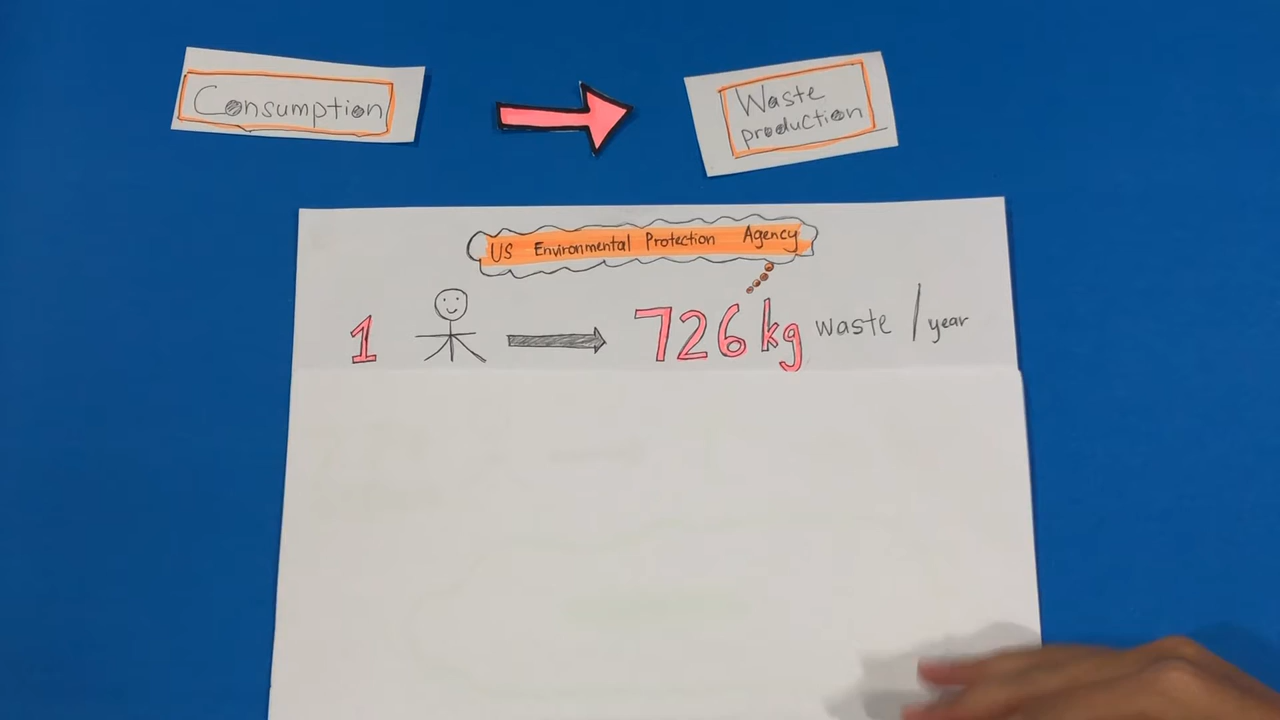 Consumption
Waste
production
US Environmental Protection Agency
1 726 kg waste / year